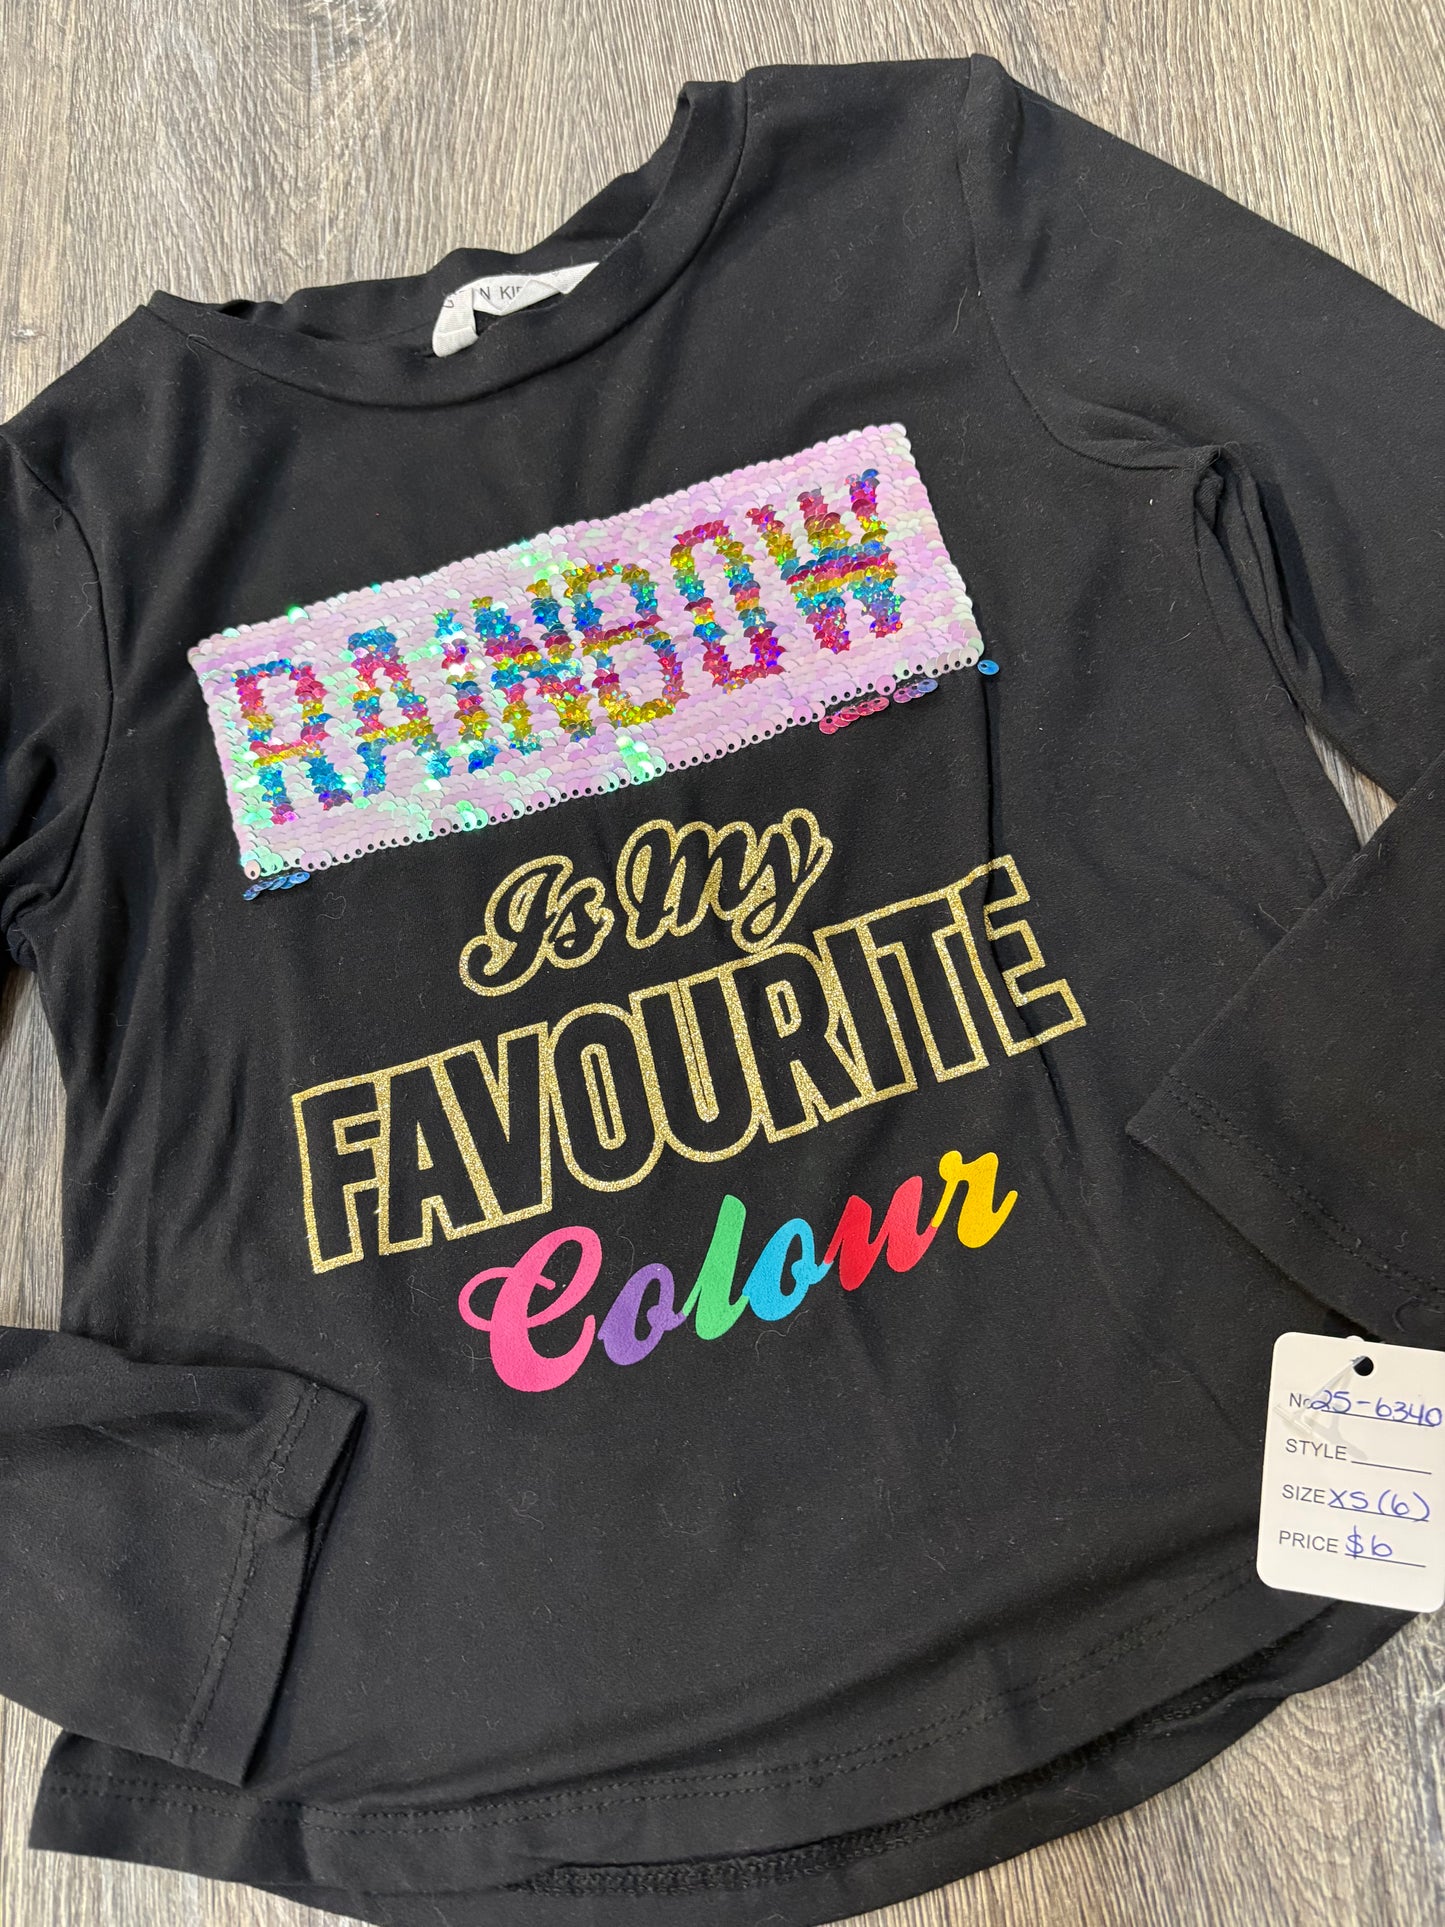 RAINBOW
Is My
FAVOURITE
Colour
No 25-6340
STYLE
SIZE XS (6)
PRICE $6